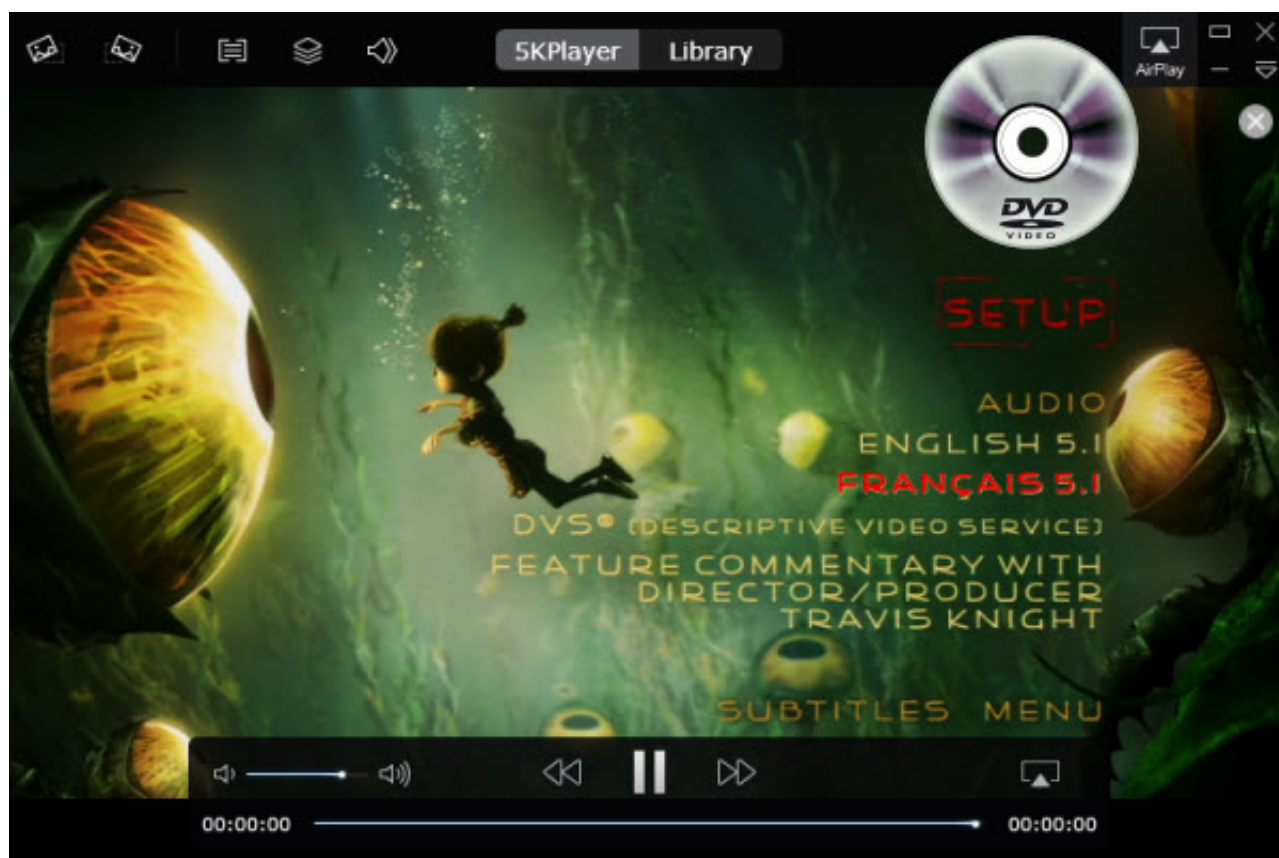 5KPlayer Library
AirPlay
DVD
VIDEO
SETUP
AUDIO
ENGLISH 5.1
FRANÇAIS 5.1
DVS® (DESCRIPTIVE VIDEO SERVICE)
FEATURE COMMENTARY WITH
DIRECTOR/PRODUCER
TRAVIS KNIGHT
SUBTITLES MENU
00:00:00 00:00:00